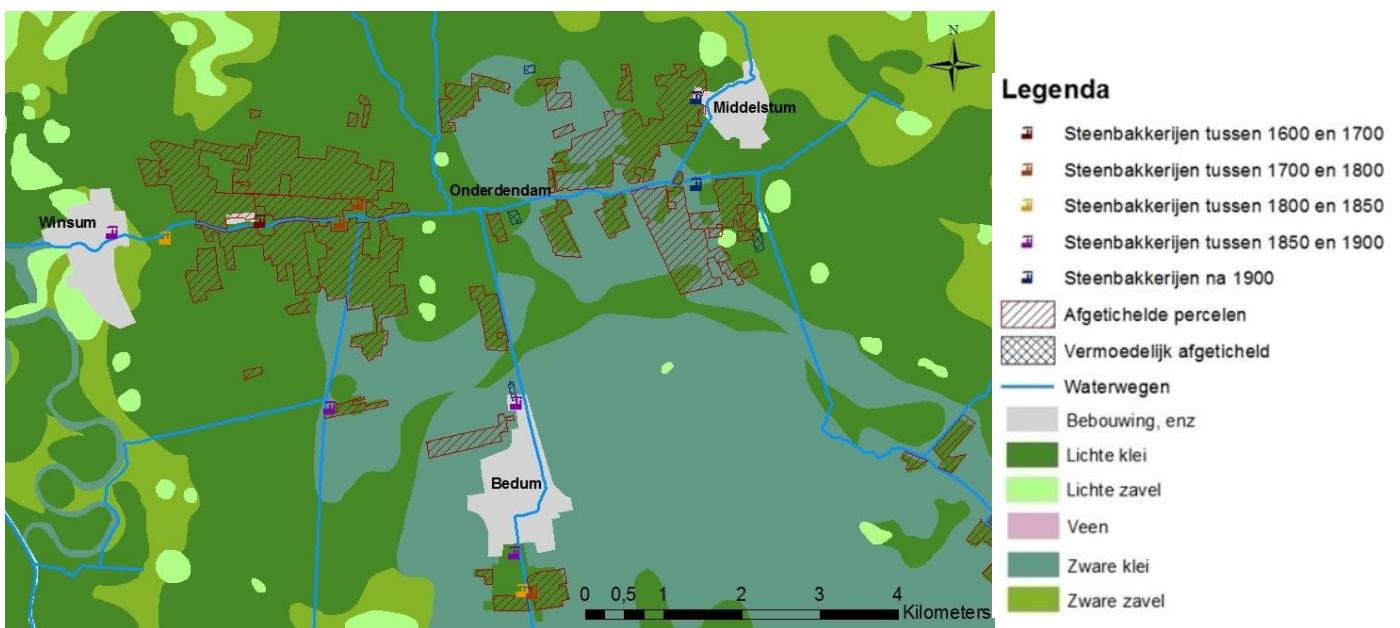 N
Middelstum
Onderdendam
Winsum
Bedum
0 0,5 1 2 3 4
Kilometers
Legenda
Steenbakkerijen tussen 1600 en 1700
Steenbakkerijen tussen 1700 en 1800
Steenbakkerijen tussen 1800 en 1850
Steenbakkerijen tussen 1850 en 1900
Steenbakkerijen na 1900
Afgetichelde percelen
Vermoedelijk afgeticheld
Waterwegen
Bebouwing, enz
Lichte klei
Lichte zavel
Veen
Zware klei
Zware zavel